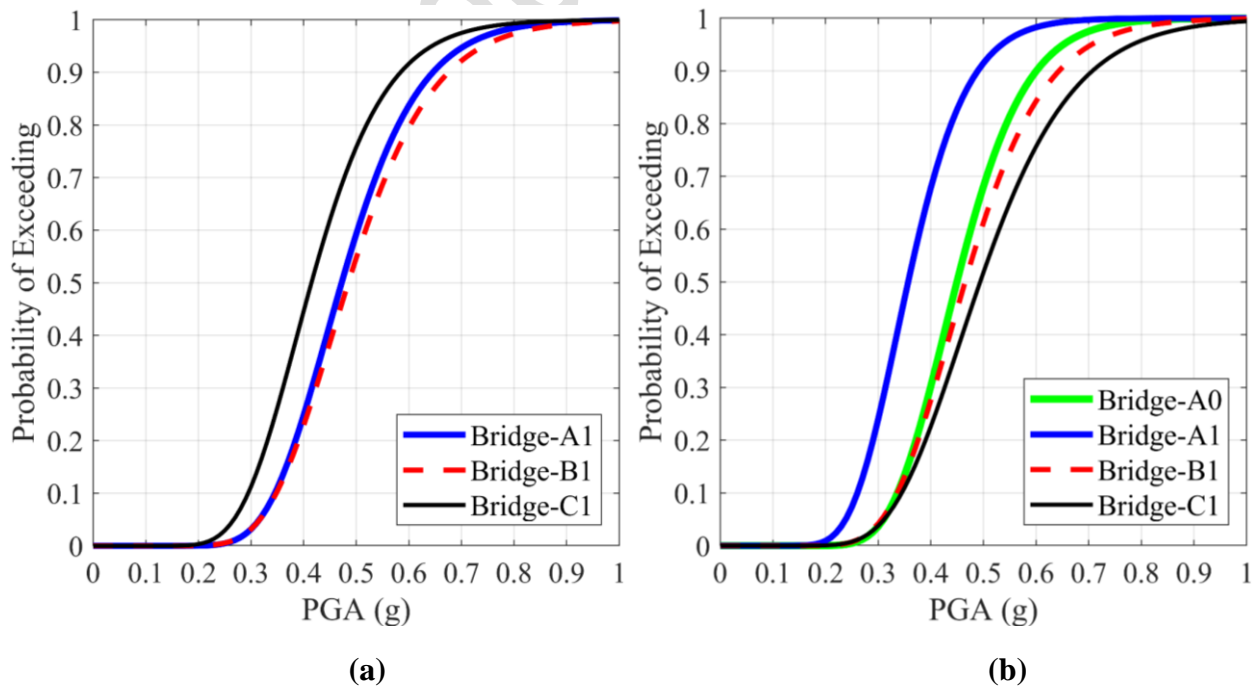 1
0.9
0.8
0.7
0.6
0.5
0.4
0.3
0.2
0.1
0
Probability of Exceeding
Bridge-A1
Bridge-B1
Bridge-C1
0 0.1 0.2 0.3 0.4 0.5 0.6 0.7 0.8 0.9 1
PGA (g)
(a)
1
0.9
0.8
0.7
0.6
0.5
0.4
0.3
0.2
0.1
0
Probability of Exceeding
Bridge-A0
Bridge-A1
Bridge-B1
Bridge-C1
0 0.1 0.2 0.3 0.4 0.5 0.6 0.7 0.8 0.9 1
PGA (g)
(b)